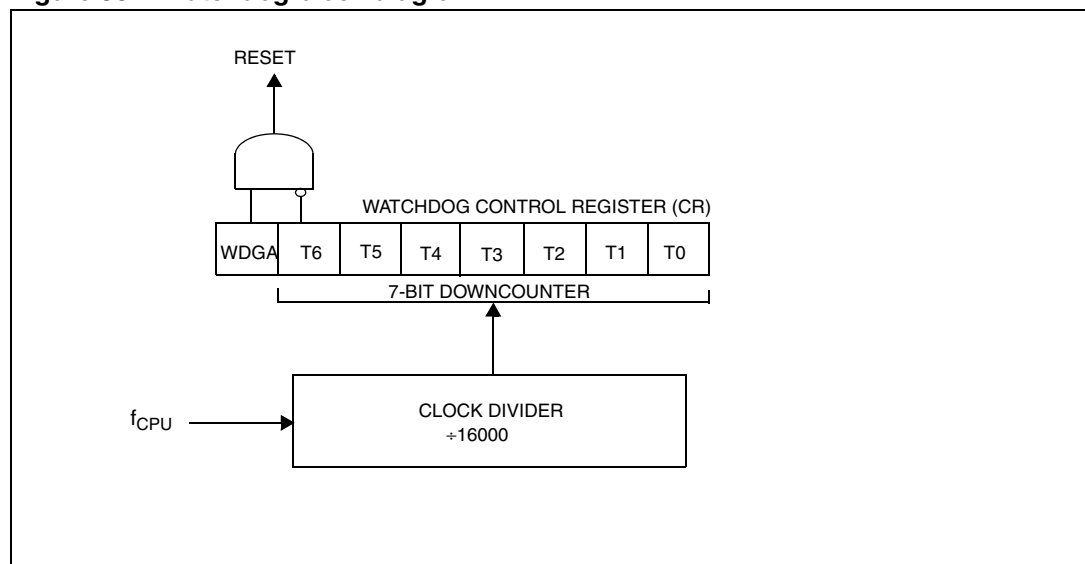 RESET
WATCHDOG CONTROL REGISTER (CR)
WDGA T6 T5 T4 T3 T2 T1 T0
7-BIT DOWNCOUNTER
fCPU
CLOCK DIVIDER
÷16000